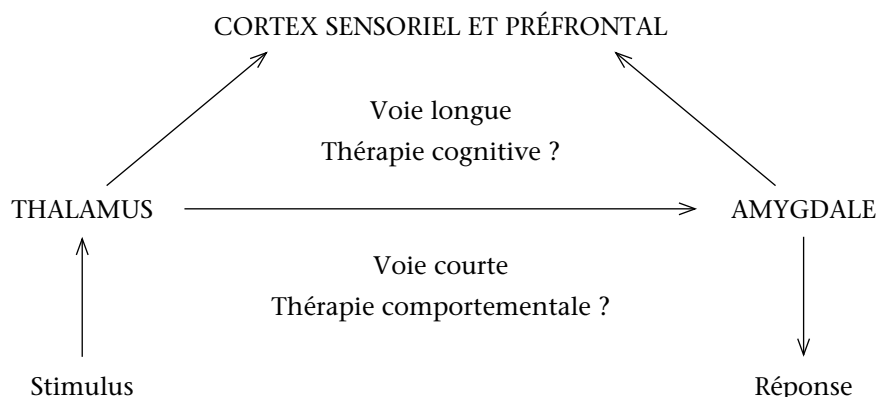 CORTEX SENSORIEL ET PRÉFRONTAL
Voie longue
Thérapie cognitive ?
THALAMUS
AMYGDALE
Voie courte
Thérapie comportementale ?
Stimulus
Réponse